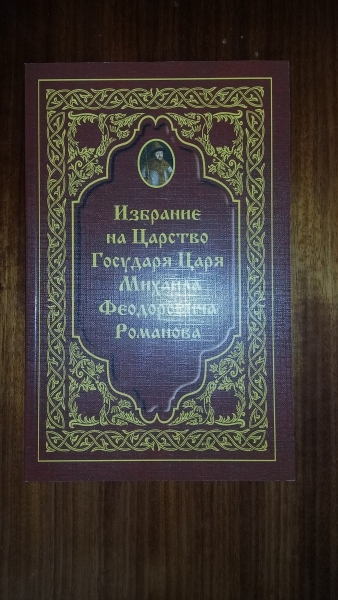 Избрание
на Царство
Государя Царя
Михаила
Феодоровича
Романова